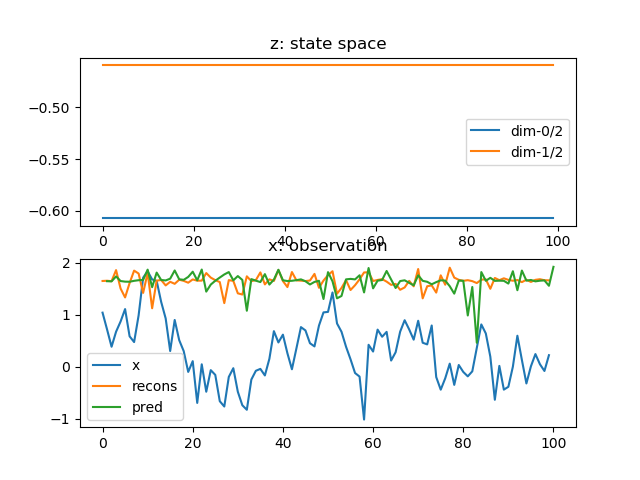 z: state space
−0.50
−0.55
−0.60
dim-0/2
dim-1/2
0 20 40 60 80 100
x: observation
2
1
0
−1
x
recons
pred
0 20 40 60 80 100